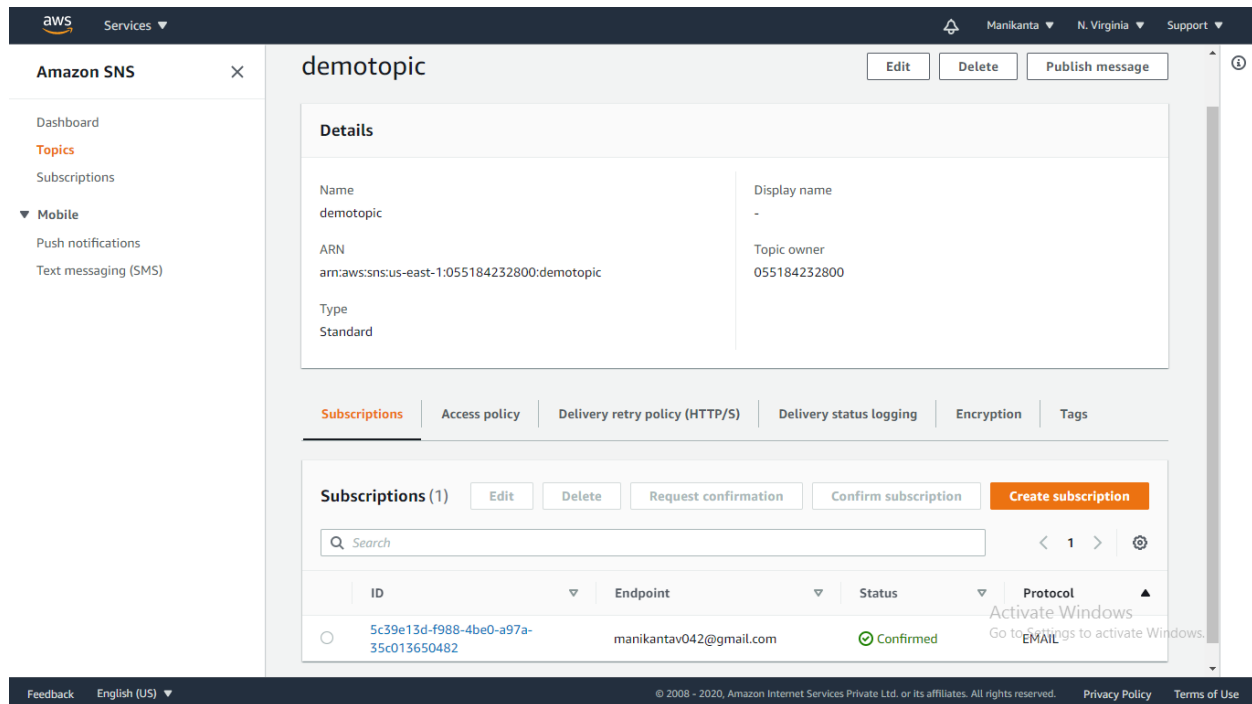 aws
Services
Manikanta
N. Virginia
Support
Amazon SNS
Dashboard
Topics
Subscriptions
Mobile
Push notifications
Text messaging (SMS)
demotopic
Edit
Delete
Publish message
Details
Name
demotopic
ARN
arn:aws:sns:us-east-1:055184232800:demotopic
Type
Standard
Display name
-
Topic owner
055184232800
Subscriptions
Access policy
Delivery retry policy (HTTP/S)
Delivery status logging
Encryption
Tags
Subscriptions (1)
Edit
Delete
Request confirmation
Confirm subscription
Create subscription
Search
1
ID
Endpoint
Status
Protocol
5c39e13d-f988-4be0-a97a-
35c013650482
manikantav042@gmail.com
Confirmed
EMAIL
Activate Windows
Go to Settings to activate Windows.
Feedback
English (US)
© 2008 - 2020, Amazon Internet Services Private Ltd. or its affiliates. All rights reserved.
Privacy Policy
Terms of Use